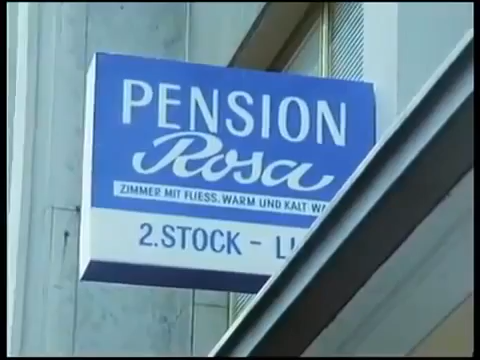 PENSION
Rosa
ZIMMER MIT FLIESS. WARM UND KALT
2.STOCK -